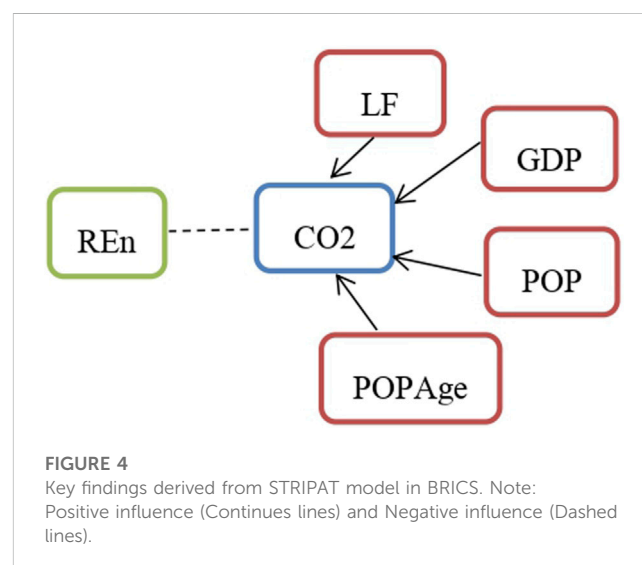 LF
GDP
REn
CO2
POP
POPAge
FIGURE 4
Key findings derived from STRIPAT model in BRICS. Note:
Positive influence (Continues lines) and Negative influence (Dashed
lines).